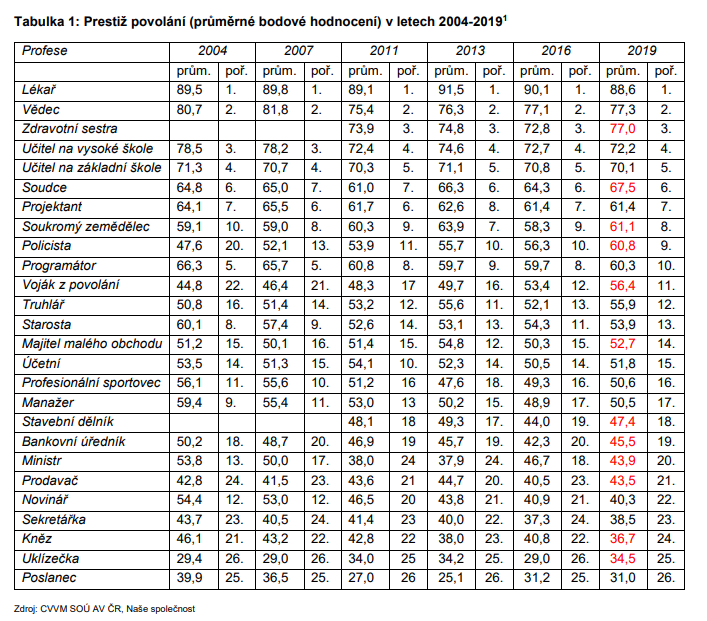 Tabulka 1: Prestiž povolání (průměrné bodové hodnocení) v letech 2004-2019¹
Profese 2004 2007 2011 2013 2016 2019
prům. poř. prům. poř. prům. poř. prům. poř. prům. poř. prům. poř.
Lékař 89,5 1. 89,8 1. 89,1 1. 91,5 1. 90,1 1. 88,6 1.
Vědec 80,7 2. 81,8 2. 75,4 2. 76,3 2. 77,1 2. 77,3 2.
Zdravotní sestra 73,9 3. 74,8 3. 72,8 3. 77,0 3.
Učitel na vysoké škole 78,5 3. 78,2 3. 72,4 4. 74,6 4. 72,7 4. 72,2 4.
Učitel na základní škole 71,3 4. 70,7 4. 70,3 5. 71,1 5. 70,8 5. 70,1 5.
Soudce 64,8 6. 65,0 7. 61,0 7. 66,3 6. 64,3 6. 67,5 6.
Projektant 64,1 7. 65,5 6. 61,7 6. 62,6 8. 61,4 7. 61,4 7.
Soukromý zemědělec 59,1 10. 59,0 8. 60,3 9. 63,9 7. 58,3 9. 61,1 8.
Policista 47,6 20. 52,1 13. 53,9 11. 55,7 10. 56,3 10. 60,8 9.
Programátor 66,3 5. 65,7 5. 60,8 8. 59,7 9. 59,7 8. 60,3 10.
Voják z povolání 44,8 22. 46,4 21. 48,3 17 49,7 16. 53,4 12. 56,4 11.
Truhlář 50,8 16. 51,4 14. 53,2 12. 55,6 11. 52,1 13. 55,9 12.
Starosta 60,1 8. 57,4 9. 52,6 14. 53,1 13. 54,3 11. 53,9 13.
Majitel malého obchodu 51,2 15. 50,1 16. 51,4 15. 54,8 12. 50,3 15. 52,7 14.
Účetní 53,5 14. 51,3 15. 54,1 10. 52,3 14. 50,5 14. 51,8 15.
Profesionální sportovec 56,1 11. 55,6 10. 51,2 16 47,6 18. 49,3 16. 50,6 16.
Manažer 59,4 9. 55,4 11. 53,0 13 50,2 15. 48,9 17. 50,5 17.
Stavební dělník 48,1 18 49,3 17. 44,0 19. 47,4 18.
Bankovní úředník 50,2 18. 48,7 20. 46,9 19 45,7 19. 42,3 20. 45,5 19.
Ministr 53,8 13. 50,0 17. 38,0 24 37,9 24. 46,7 18. 43,9 20.
Prodavač 42,8 24. 41,5 23. 43,6 21 44,7 20. 40,5 23. 43,5 21.
Novinář 54,4 12. 53,0 12. 46,5 20 43,8 21. 40,9 21. 40,3 22.
Sekretářka 43,7 23. 40,5 24. 41,4 23 40,0 22. 37,3 24. 38,5 23.
Kněz 46,1 21. 43,2 22. 42,8 22 38,0 23. 40,8 22. 36,7 24.
Uklízečka 29,4 26. 29,0 26. 34,0 25 34,2 25. 29,0 26. 34,5 25.
Poslanec 39,9 25. 36,5 25. 27,0 26 25,1 26. 31,2 25. 31,0 26.
Zdroj: CVVM SOÚ AV ČR, Naše společnost